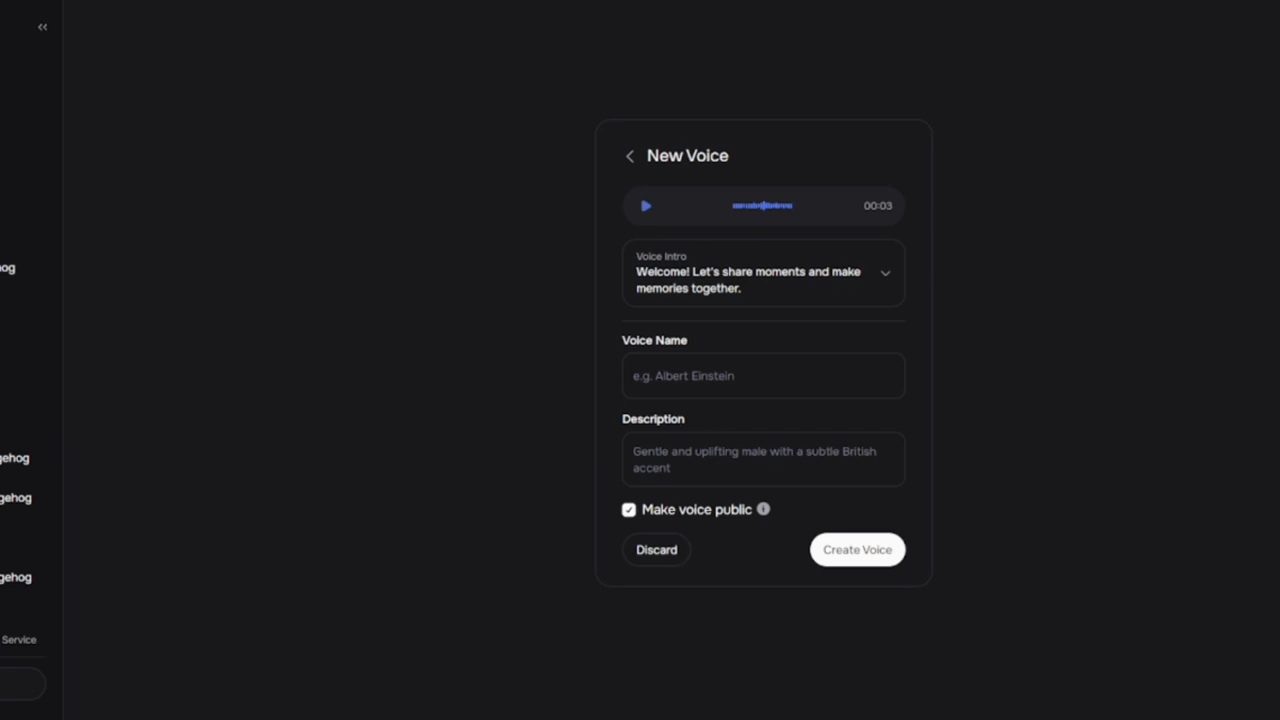 New Voice
00:03
Voice Intro
Welcome! Let's share moments and make
memories together.
Voice Name
e.g. Albert Einstein
Description
Gentle and uplifting male with a subtle British
accent
Make voice public
Discard
Create Voice
Service